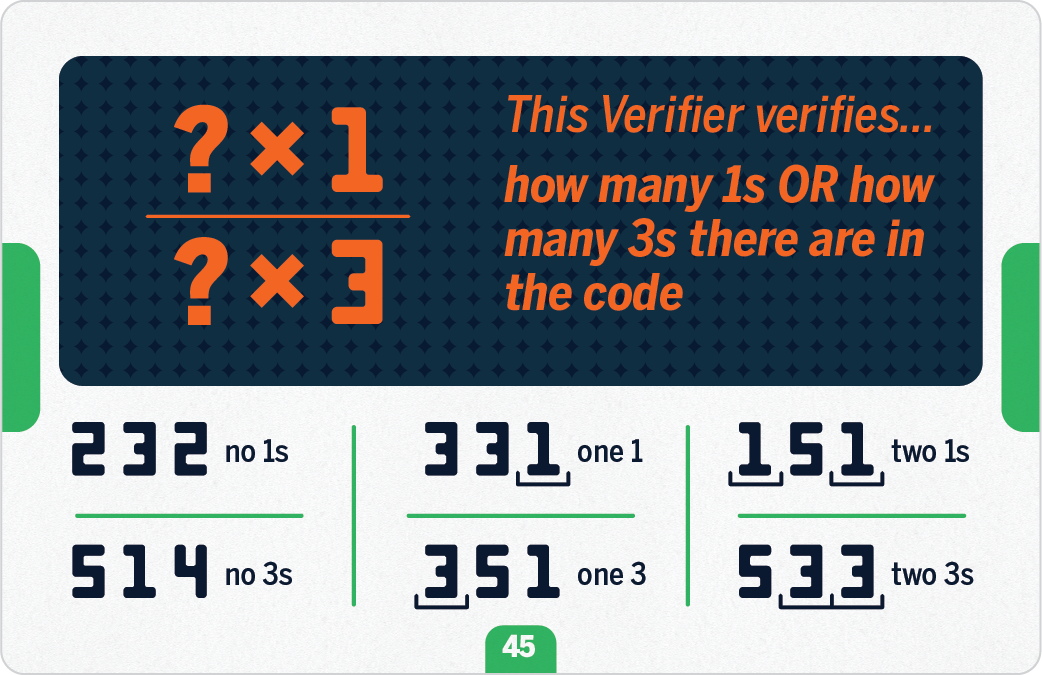 ? × 1
? × 3
This Verifier verifies...
how many 1s OR how
many 3s there are in
the code
2 3 2 no 1s
5 1 4 no 3s
3 3 1 one 1
3 5 1 one 3
1 5 1 two 1s
5 3 3 two 3s
45